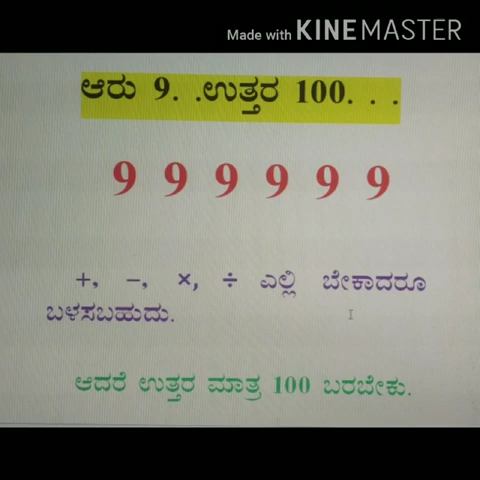 Made with KINEMASTER
ಆರು 9. .ಉತ್ತರ 100. . .
9 9 9 9 9 9
+, –, ×, ÷ ಎಲ್ಲಿ ಬೇಕಾದರೂ
ಬಳಸಬಹುದು.
ಆದರೆ ಉತ್ತರ ಮಾತ್ರ 100 ಬರಬೇಕು.